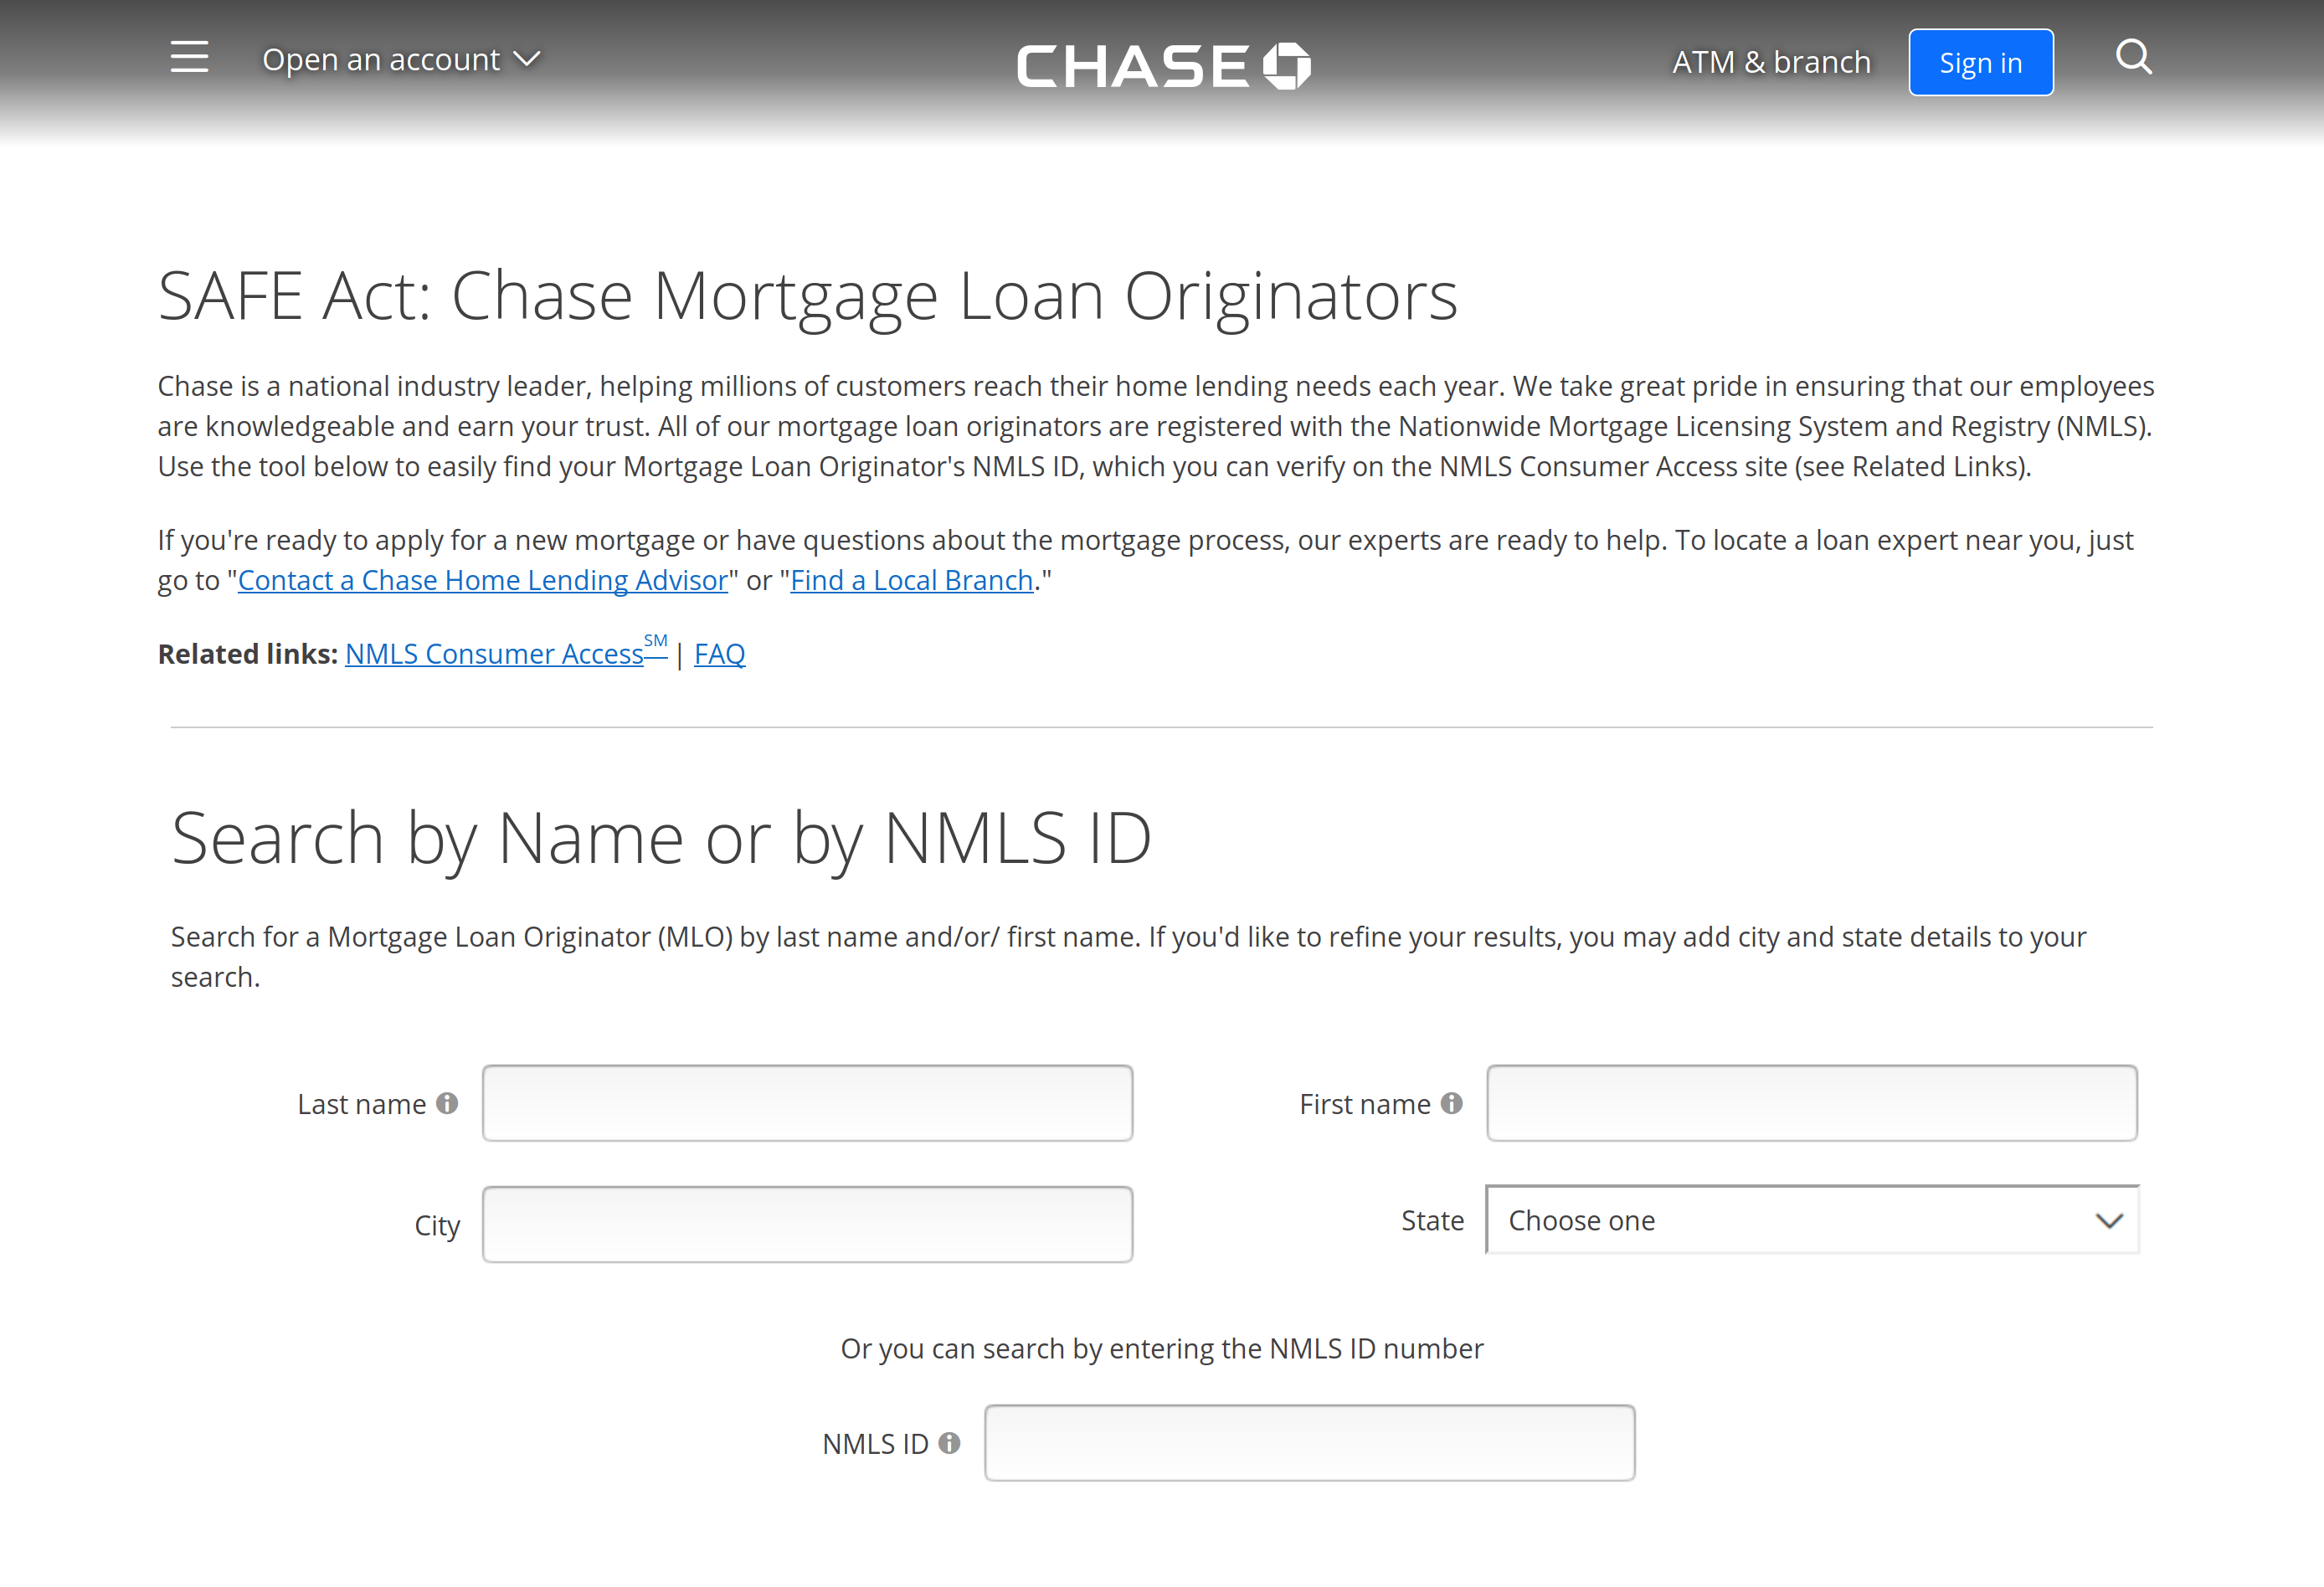 Open an account
CHASE
ATM & branch
Sign in
SAFE Act: Chase Mortgage Loan Originators
Chase is a national industry leader, helping millions of customers reach their home lending needs each year. We take great pride in ensuring that our employees
are knowledgeable and earn your trust. All of our mortgage loan originators are registered with the Nationwide Mortgage Licensing System and Registry (NMLS).
Use the tool below to easily find your Mortgage Loan Originator's NMLS ID, which you can verify on the NMLS Consumer Access site (see Related Links).
If you're ready to apply for a new mortgage or have questions about the mortgage process, our experts are ready to help. To locate a loan expert near you, just
go to "Contact a Chase Home Lending Advisor" or "Find a Local Branch."
Related links: NMLS Consumer Access SM | FAQ
Search by Name or by NMLS ID
Search for a Mortgage Loan Originator (MLO) by last name and/or/ first name. If you'd like to refine your results, you may add city and state details to your
search.
Last name
First name
City
State
Choose one
Or you can search by entering the NMLS ID number
NMLS ID